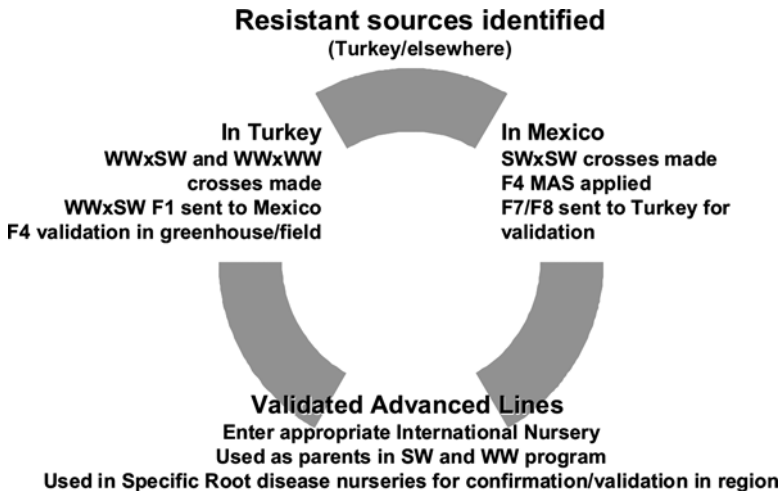 Resistant sources identified
(Turkey/elsewhere)
In Turkey
WWxSW and WWxWW
crosses made
WWxSW F1 sent to Mexico
F4 validation in greenhouse/field
In Mexico
SWxSW crosses made
F4 MAS applied
F7/F8 sent to Turkey for
validation
Validated Advanced Lines
Enter appropriate International Nursery
Used as parents in SW and WW program
Used in Specific Root disease nurseries for confirmation/validation in region